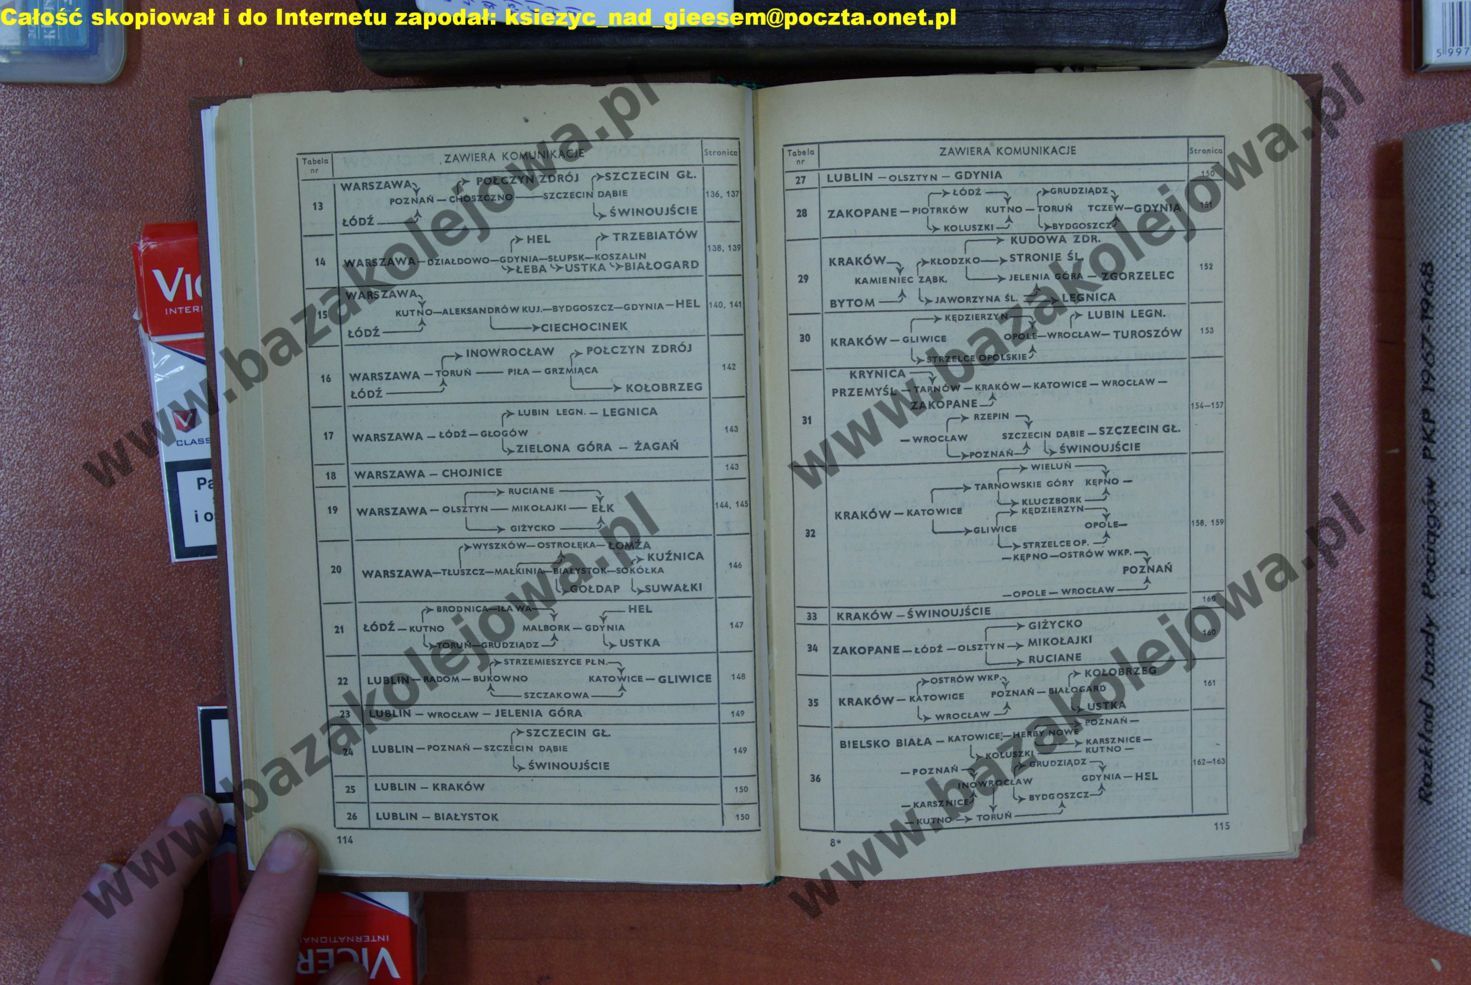 Całość skopiował i do Internetu zapodał: ksiezyc_nad_gieesem@poczta.onet.pl
5997
Tabela nr ZAWIERA KOMUNIKACJE Stronica
13 WARSZAWA POŁCZYN ZDRÓJ SZCZECIN GŁ. 136, 137
POZNAŃ — CHOSZCZNO — SZCZECIN DĄBIE
ŁÓDŹ ŚWINOUJŚCIE
14 HEL TRZEBIATÓW 138, 139
WARSZAWA — DZIAŁDOWO — GDYNIA — SŁUPSK — KOSZALIN
ŁEBA USTKA BIAŁOGARD
15 WARSZAWA 140, 141
KUTNO — ALEKSANDRÓW KUJ. — BYDGOSZCZ — GDYNIA — HEL
ŁÓDŹ CIECHOCINEK
16 INOWROCŁAW POŁCZYN ZDRÓJ 142
WARSZAWA — TORUŃ — PIŁA — GRZMIĄCA
ŁÓDŹ KOŁOBRZEG
17 LUBIN LEGN. — LEGNICA 143
WARSZAWA — ŁÓDŹ — GŁOGÓW
ZIELONA GÓRA — ŻAGAŃ
18 WARSZAWA — CHOJNICE 143
19 RUCIANE 144, 145
WARSZAWA — OLSZTYN — MIKOŁAJKI — EŁK
GIŻYCKO
20 WYSZKÓW — OSTROŁĘKA — ŁOMŻA 146
KUŹNICA
WARSZAWA — TŁUSZCZ — MAŁKINIA — BIAŁYSTOK — SOKÓŁKA
GOŁDAP SUWAŁKI
21 BRODNICA — IŁAWA HEL 147
ŁÓDŹ — KUTNO MALBORK — GDYNIA
TORUŃ — GRUDZIĄDZ USTKA
22 STRZEMIESZYCE PŁN. 148
LUBLIN — RADOM — BUKOWNO KATOWICE — GLIWICE
SZCZAKOWA
23 LUBLIN — WROCŁAW — JELENIA GÓRA 149
24 SZCZECIN GŁ. 149
LUBLIN — POZNAŃ — SZCZECIN DĄBIE
ŚWINOUJŚCIE
25 LUBLIN — KRAKÓW 150
26 LUBLIN — BIAŁYSTOK 150
114
Tabela nr ZAWIERA KOMUNIKACJE Stronica
27 LUBLIN — OLSZTYN — GDYNIA 150
28 ŁÓDŹ GRUDZIĄDZ 151
ZAKOPANE — PIOTRKÓW KUTNO — TORUŃ TCZEW — GDYNIA
KOLUSZKI BYDGOSZCZ
29 KUDOWA ZDR. 152
KRAKÓW KŁODZKO STRONIE ŚL.
KAMIENIEC ZĄBK. JELENIA GÓRA — ZGORZELEC
BYTOM JAWORZYNA ŚL. LEGNICA
30 KĘDZIERZYN LUBIN LEGN. 153
KRAKÓW — GLIWICE OPOLE — WROCŁAW — TUROSZÓW
STRZELCE OPOLSKIE
31 KRYNICA 154—157
PRZEMYŚL — TARNÓW — KRAKÓW — KATOWICE — WROCŁAW —
ZAKOPANE
RZEPIN
— WROCŁAW SZCZECIN DĄBIE — SZCZECIN GŁ.
POZNAŃ ŚWINOUJŚCIE
32 WIELUŃ 158, 159
TARNOWSKIE GÓRY KĘPNO —
KLUCZBORK
KRAKÓW — KATOWICE KĘDZIERZYN
GLIWICE OPOLE —
STRZELCE OP.
— KĘPNO — OSTRÓW WKP.
POZNAŃ
— OPOLE — WROCŁAW
33 KRAKÓW — ŚWINOUJŚCIE 160
34 GIŻYCKO 160
ZAKOPANE — ŁÓDŹ — OLSZTYN MIKOŁAJKI
RUCIANE
35 OSTRÓW WKP. KOŁOBRZEG 161
KRAKÓW — KATOWICE POZNAŃ — BIAŁOGARD
WROCŁAW USTKA
36 POZNAŃ — 162—163
BIELSKO BIAŁA — KATOWICE — HERBY NOWE KARSZNICE —
KOLUSZKI KUTNO —
— POZNAŃ GRUDZIĄDZ
INOWROCŁAW GDYNIA — HEL
— KARSZNICE BYDGOSZCZ
— KUTNO TORUŃ
8* 115
Rozkład Jazdy Pociągów PKP 1967-1968
VICEROY
INTERNATIONAL
CLASS
Pa
i o
www.bazakolejowa.pl
www.bazakolejowa.pl
www.bazakolejowa.pl
www.bazakolejowa.pl